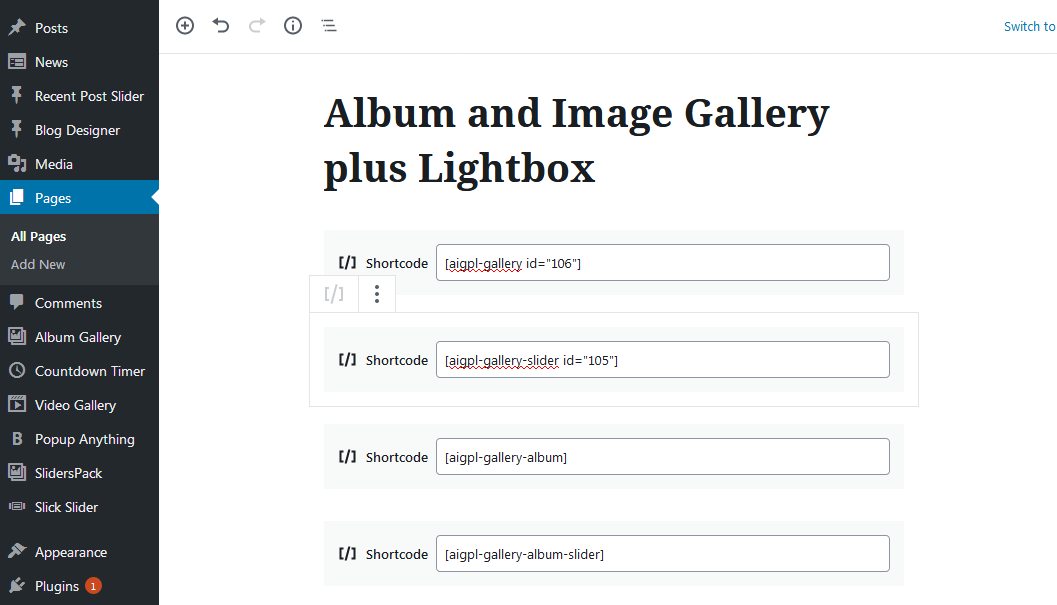 Posts
News
Recent Post Slider
Blog Designer
Media
Pages
All Pages
Add New
Comments
Album Gallery
Countdown Timer
Video Gallery
B Popup Anything
SlidersPack
Slick Slider
Appearance
Plugins 1
Switch to
Album and Image Gallery
plus Lightbox
[/] Shortcode [aigpl-gallery id="106"]
[/]
[/] Shortcode [aigpl-gallery-slider id="105"]
[/] Shortcode [aigpl-gallery-album]
[/] Shortcode [aigpl-gallery-album-slider]